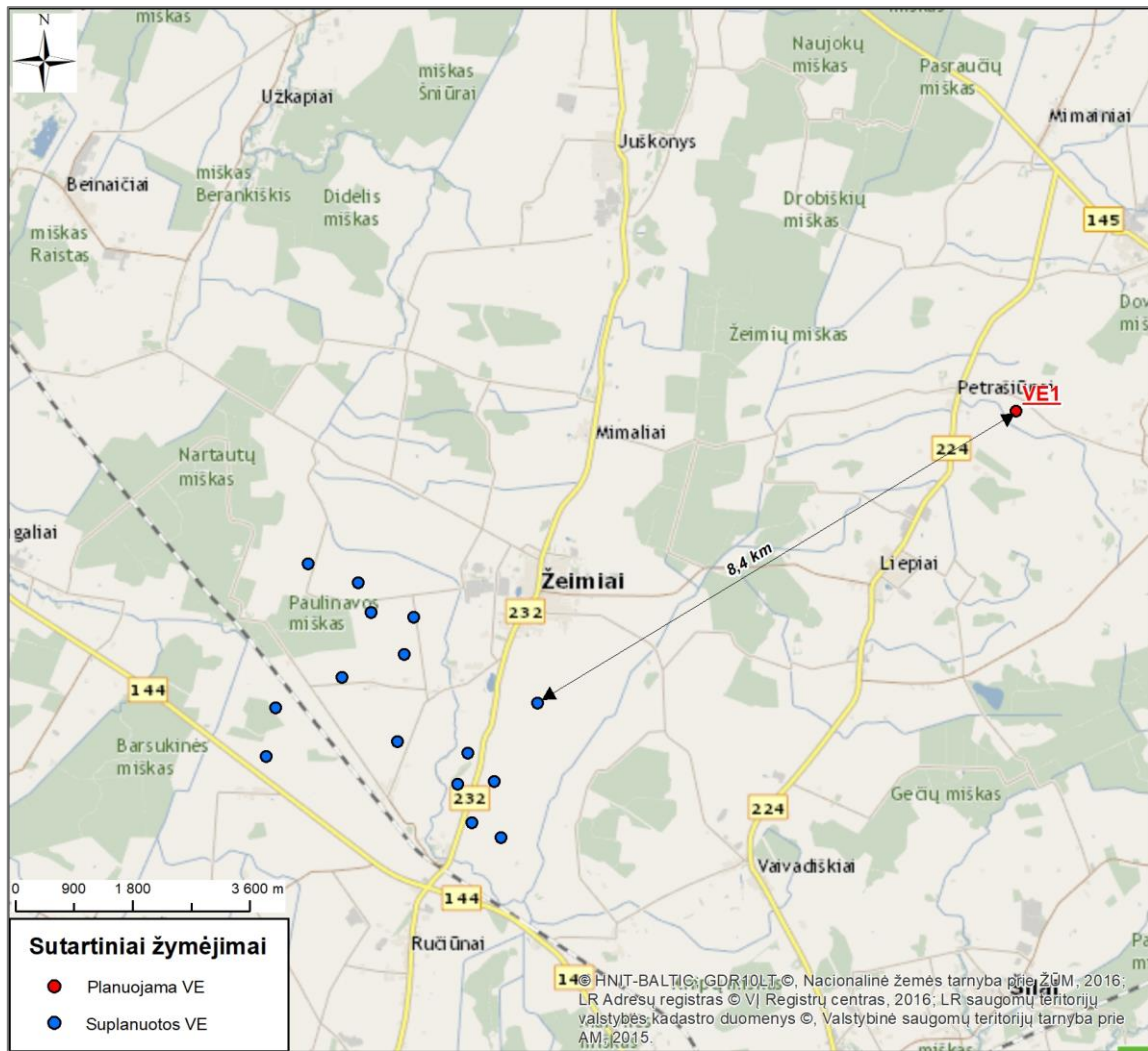 N
Naujokų
miškas
Pasraučių
miškas
miškas
Šniūrai
Užkapiai
Mimainiai
Juškonys
Beinaičiai
miškas
Berankiškis
Didelis
miškas
Drobiškių
miškas
145
miškas
Raistas
Žeimių miškas
VE1
224
Mimaliai
Nartautų
miškas
galiai
8,4 km
Liepiai
Žeimiai
Paulinavos
miškas
232
144
Barsukinės
miškas
232
Gečių miškas
224
Vaivadiškiai
0 900 1 800 3 600 m
144
Ručiūnai
Sutartiniai žymėjimai
Planuojama VE
Suplanuotos VE
© HNIT-BALTIC; GDR10LT ©, Nacionalinė žemės tarnyba prie ŽŪM, 2016;
LR Adresų registras © VĮ Registrų centras, 2016; LR saugomų teritorijų
valstybės kadastro duomenys ©, Valstybinė saugomų teritorijų tarnyba prie
AM, 2015.
miškas